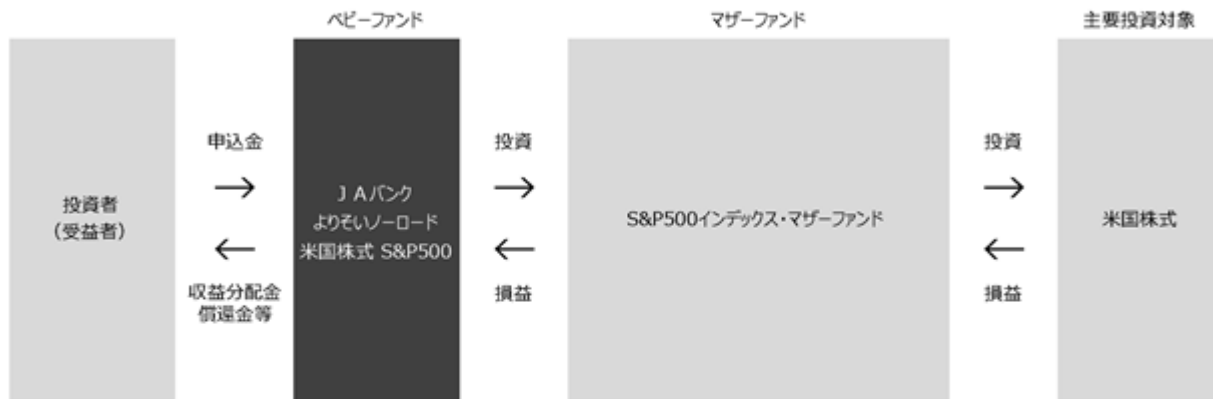 ベビーファンド
マザーファンド
主要投資対象
投資者
（受益者）
申込金
→
←
収益分配金
償還金等
ＪＡバンク
よりそいノーロード
米国株式 S&P500
投資
→
←
損益
S&P500インデックス・マザーファンド
投資
→
←
損益
米国株式